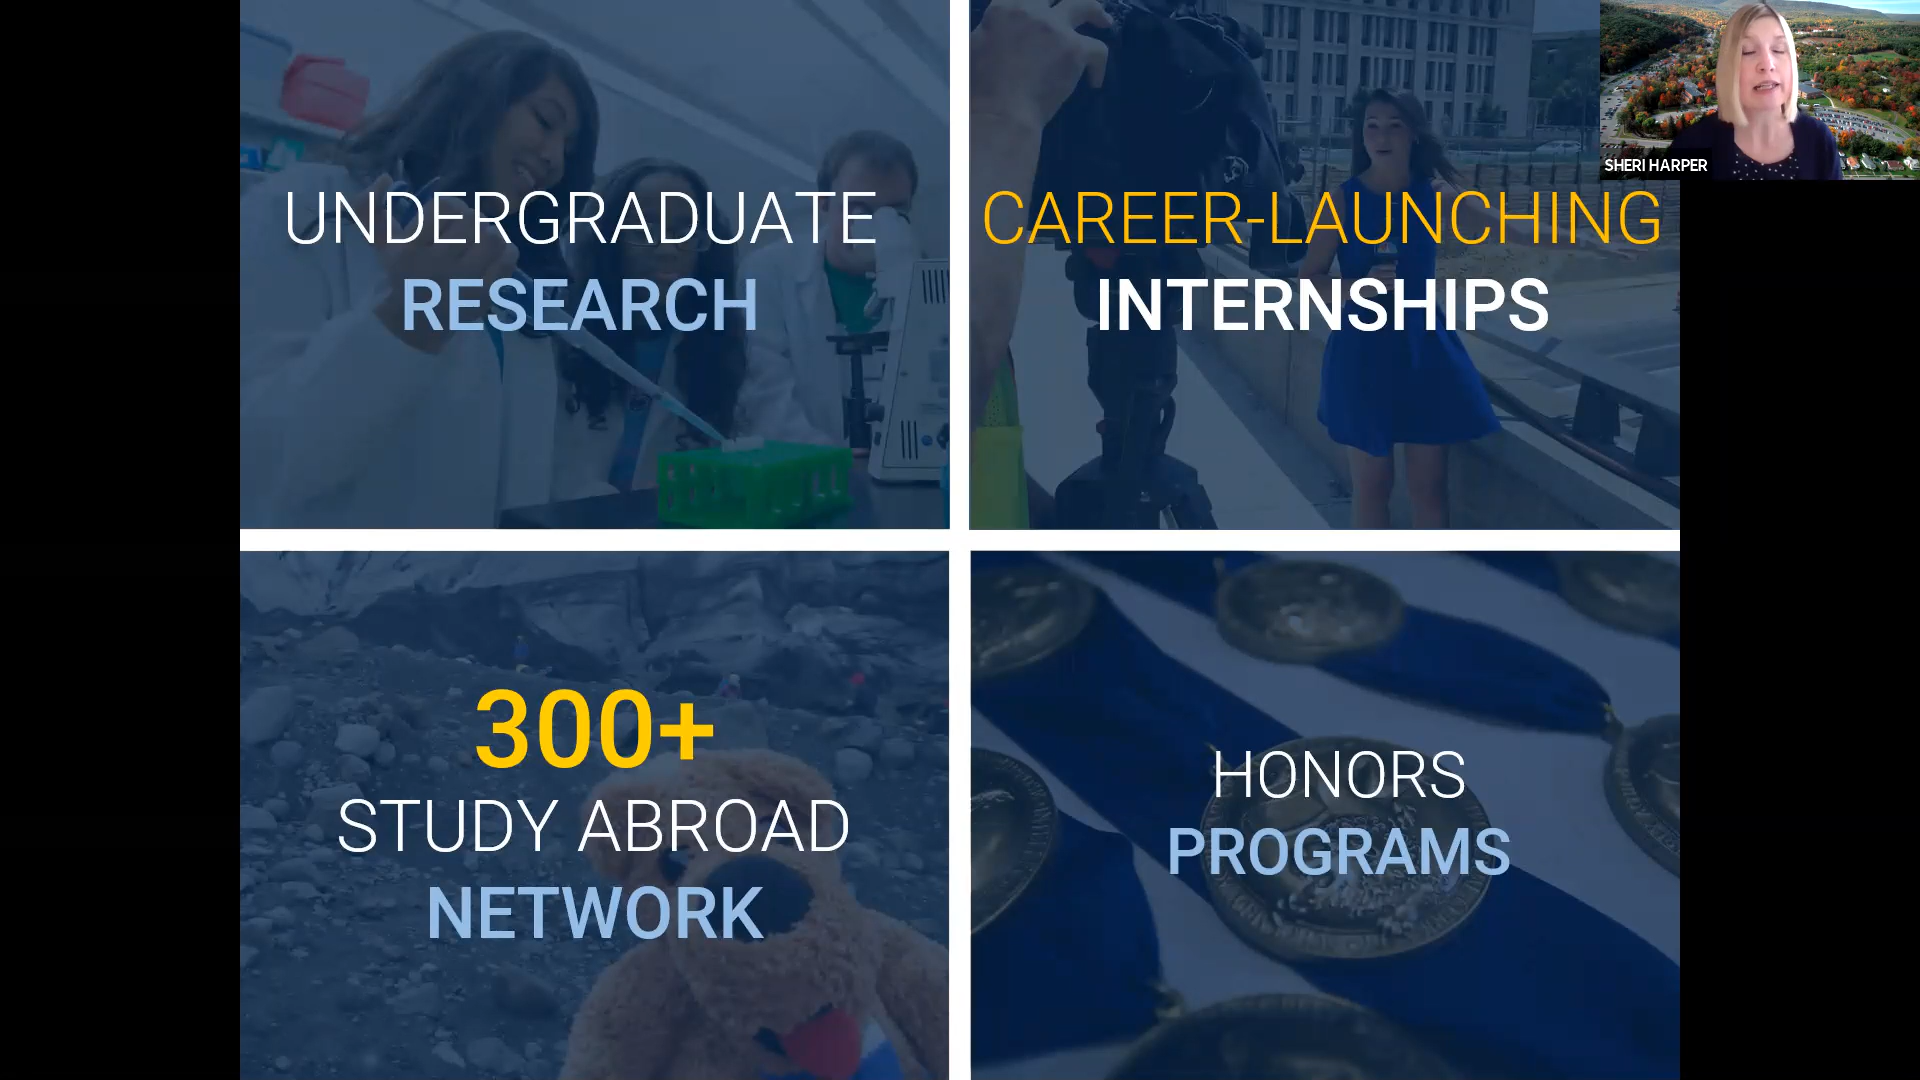 UNDERGRADUATE
RESEARCH
CAREER-LAUNCHING
INTERNSHIPS
SHERI HARPER
300+
STUDY ABROAD
NETWORK
HONORS
PROGRAMS